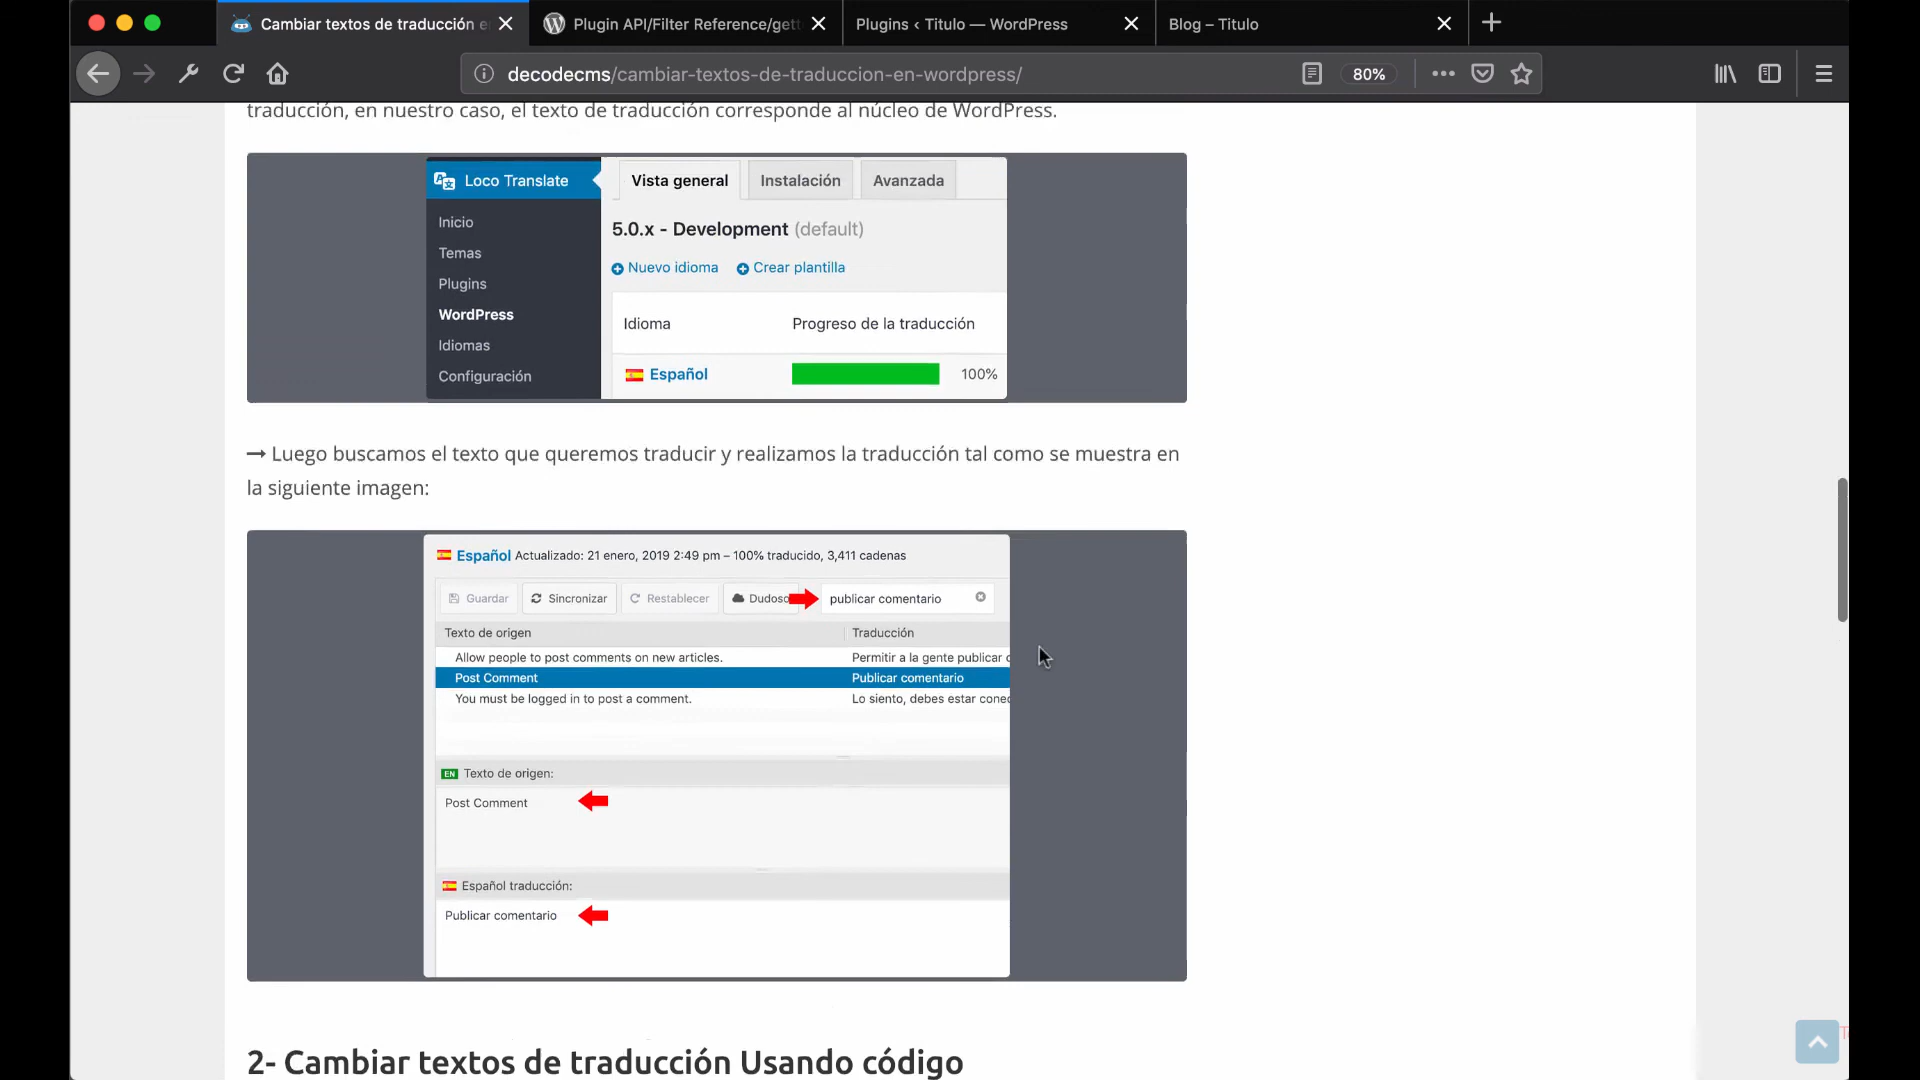 Cambiar textos de traducción e
Plugin API/Filter Reference/gett
Plugins ‹ Titulo — WordPress
Blog – Titulo
decodecms/cambiar-textos-de-traduccion-en-wordpress/
80%
traducción, en nuestro caso, el texto de traducción corresponde al núcleo de WordPress.
Loco Translate
Inicio
Temas
Plugins
WordPress
Idiomas
Configuración
Vista general
Instalación
Avanzada
5.0.x - Development (default)
Nuevo idioma
Crear plantilla
Idioma
Progreso de la traducción
Español
100%
→ Luego buscamos el texto que queremos traducir y realizamos la traducción tal como se muestra en
la siguiente imagen:
Español Actualizado: 21 enero, 2019 2:49 pm – 100% traducido, 3,411 cadenas
Guardar
Sincronizar
Restablecer
Dudoso
publicar comentario
Texto de origen
Traducción
Allow people to post comments on new articles.
Permitir a la gente publicar c
Post Comment
Publicar comentario
You must be logged in to post a comment.
Lo siento, debes estar conec
EN Texto de origen:
Post Comment
Español traducción:
Publicar comentario
2- Cambiar textos de traducción Usando código